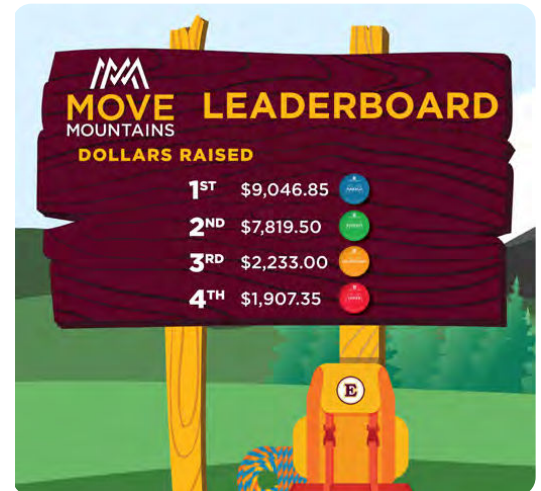 MOVE
MOUNTAINS
LEADERBOARD
DOLLARS RAISED
1ST $9,046.85
2ND $7,819.50
3RD $2,233.00
4TH $1,907.35
E